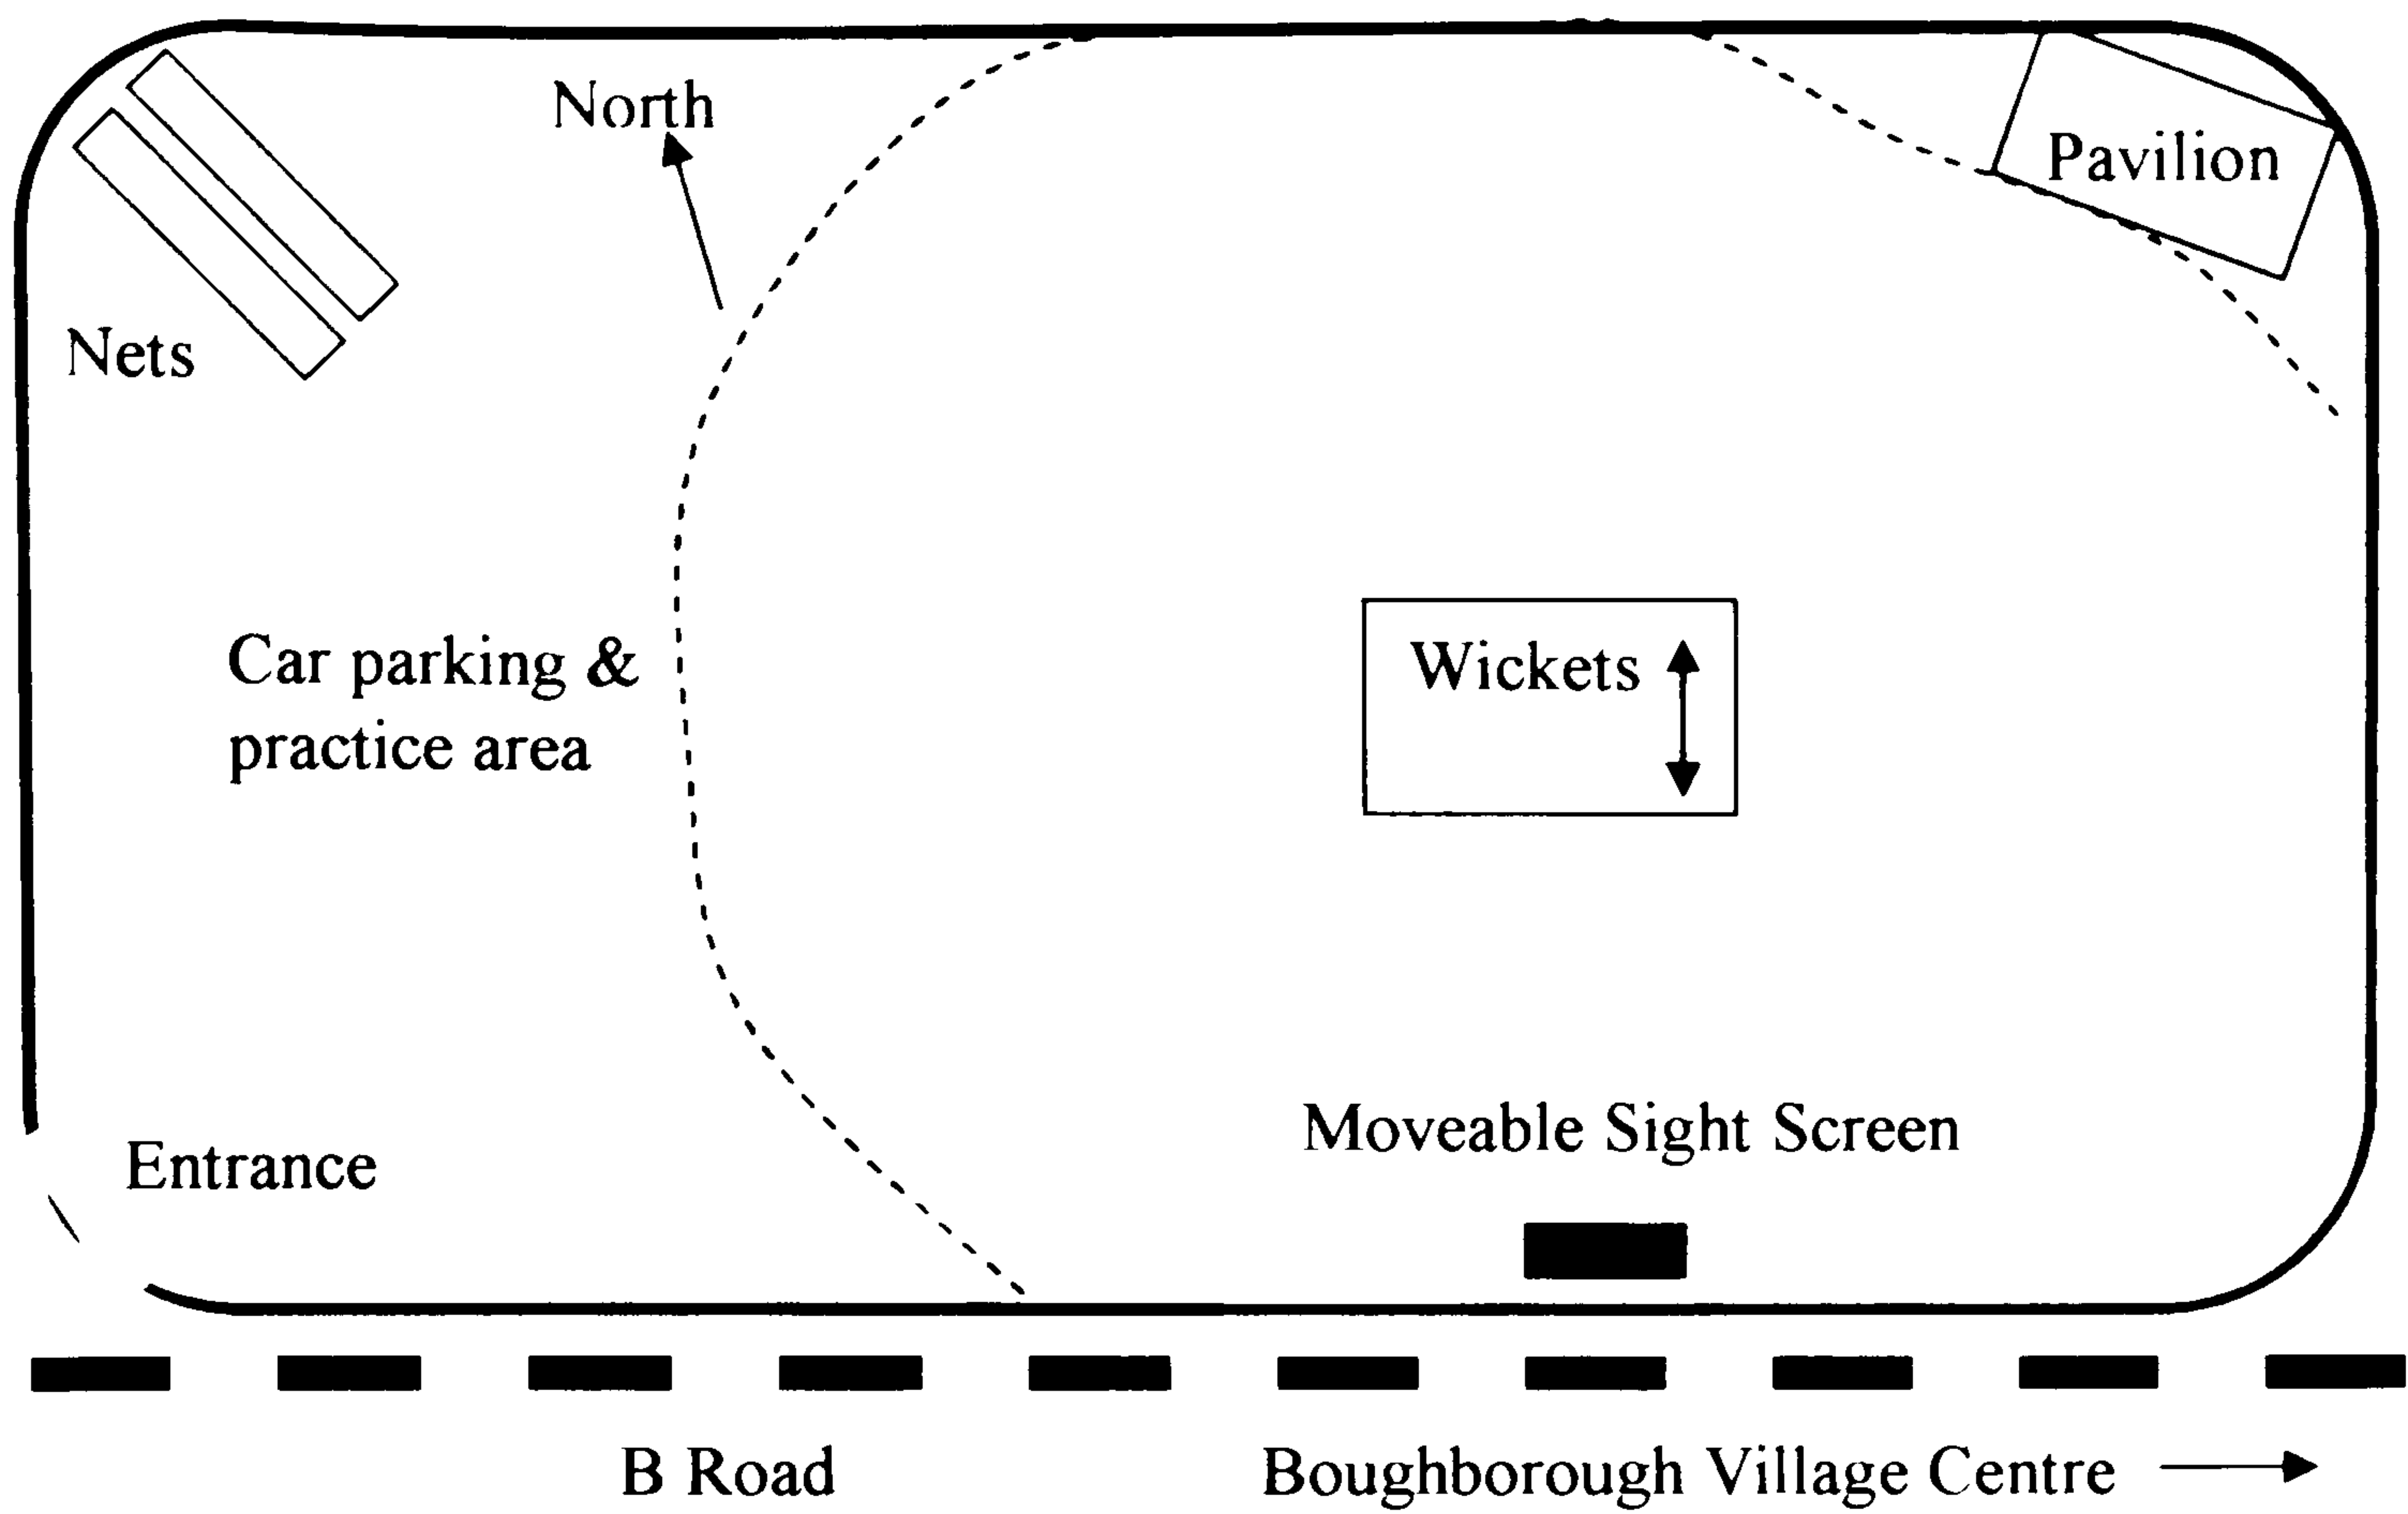 North
Pavilion
Nets
Car parking &
practice area
Wickets
Moveable Sight Screen
Entrance
B Road
Boughborough Village Centre